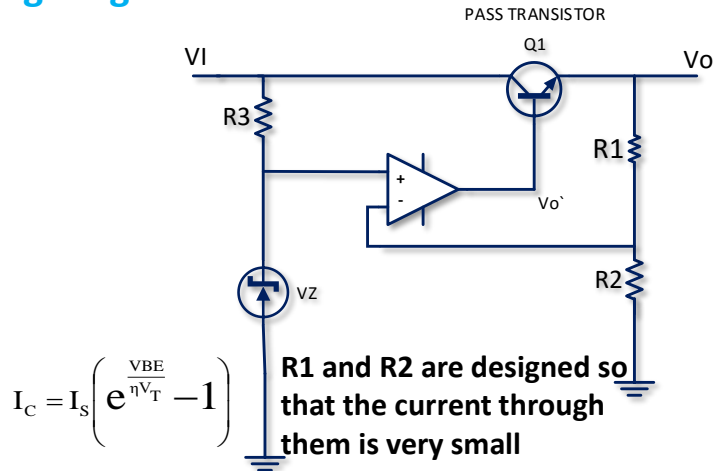 PASS TRANSISTOR
Q1
VI
Vo
R3
R1
+
-
Vo`
R2
VZ
I_C = I_S ( e^{VBE / ηV_T} − 1 )
R1 and R2 are designed so
that the current through
them is very small